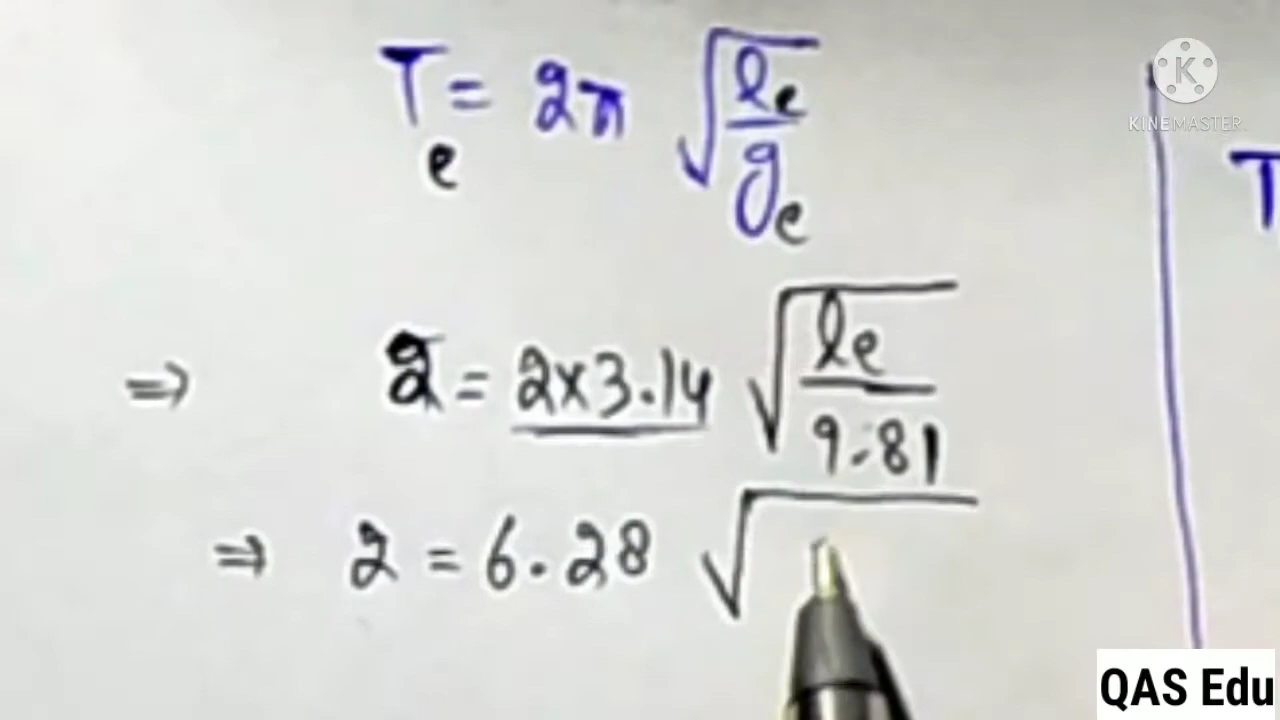 Te = 2π √(le/ge)
⇒ 2 = 2×3.14 √(le/9.81)
⇒ 2 = 6.28 √
T
KINEMASTER
QAS Edu